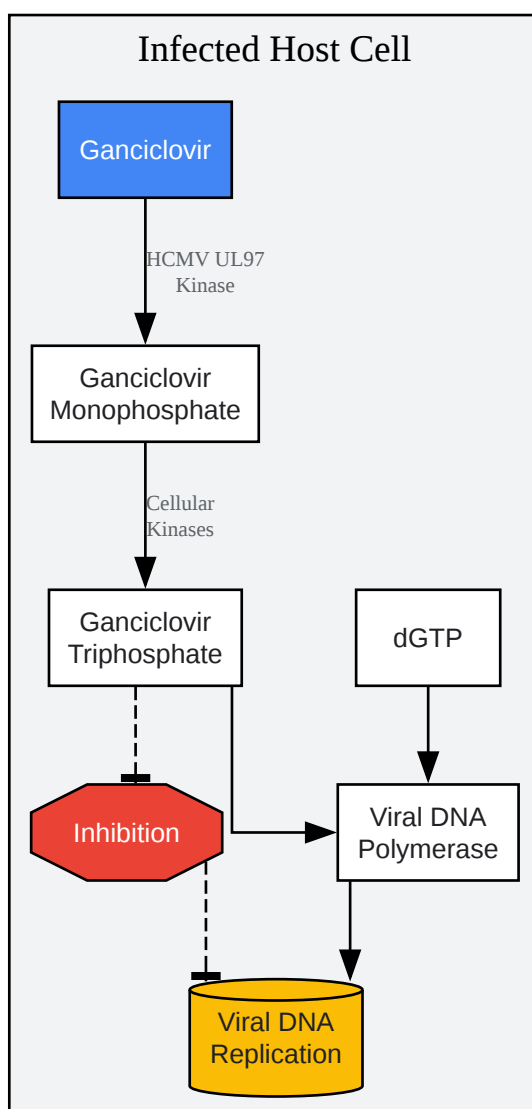 Infected Host Cell
Ganciclovir
HCMV UL97
Kinase
Ganciclovir
Monophosphate
Cellular
Kinases
Ganciclovir
Triphosphate
dGTP
Inhibition
Viral DNA
Polymerase
Viral DNA
Replication